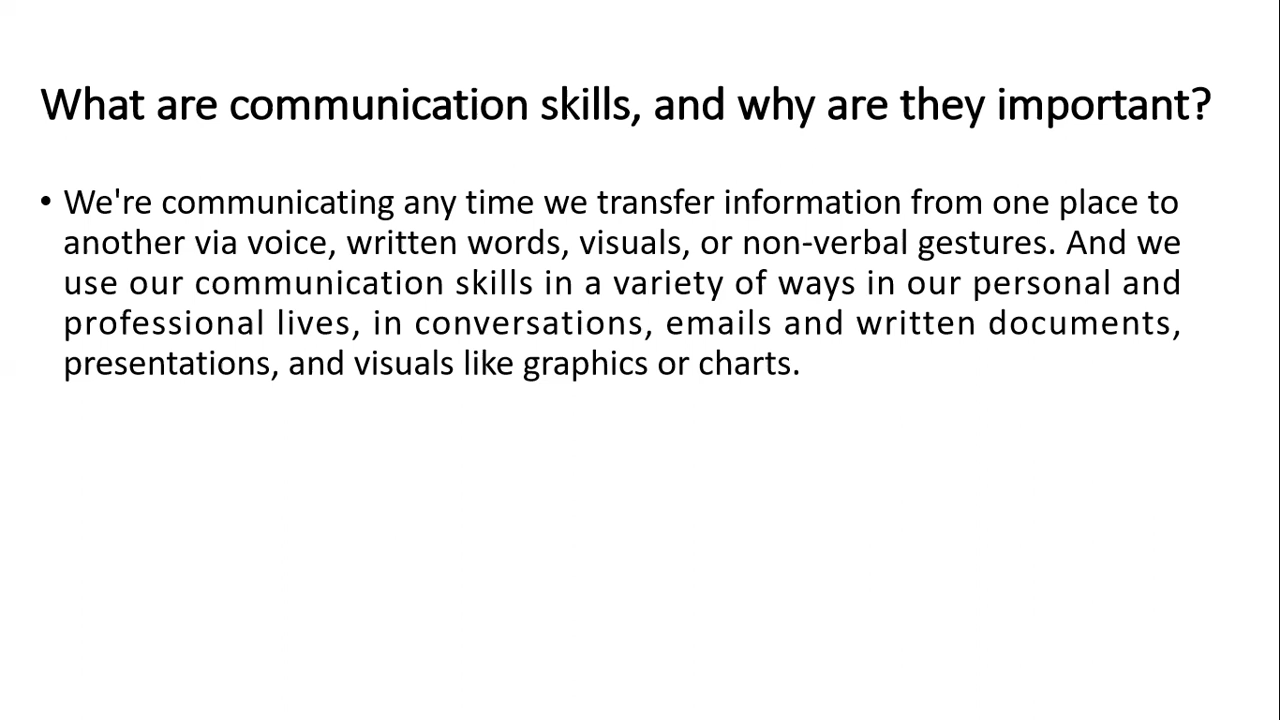 What are communication skills, and why are they important?
• We're communicating any time we transfer information from one place to
another via voice, written words, visuals, or non-verbal gestures. And we
use our communication skills in a variety of ways in our personal and
professional lives, in conversations, emails and written documents,
presentations, and visuals like graphics or charts.